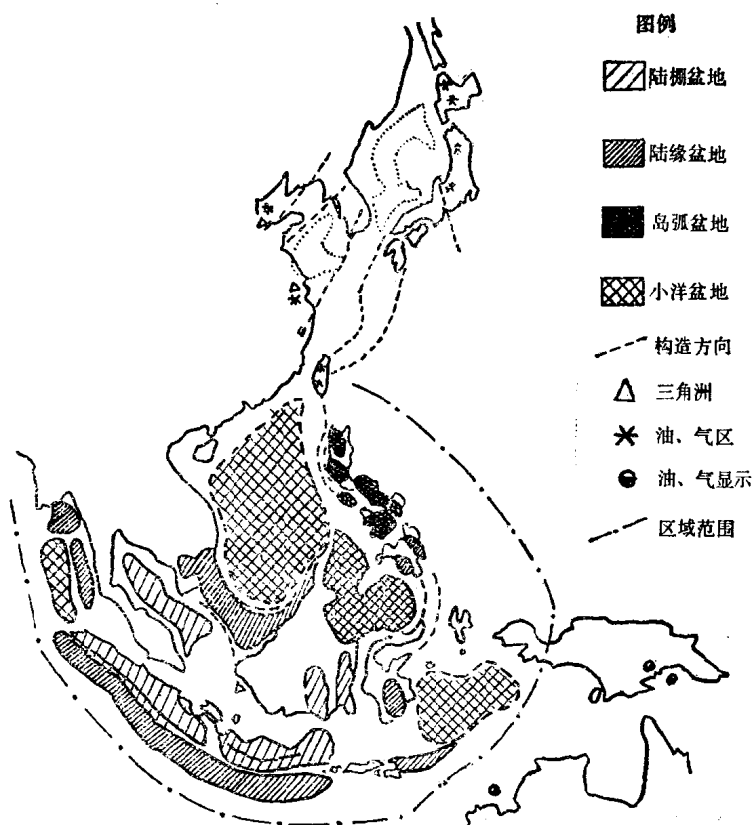 图例
陆棚盆地
陆缘盆地
岛弧盆地
小洋盆地
构造方向
三角洲
油、气区
油、气显示
区域范围